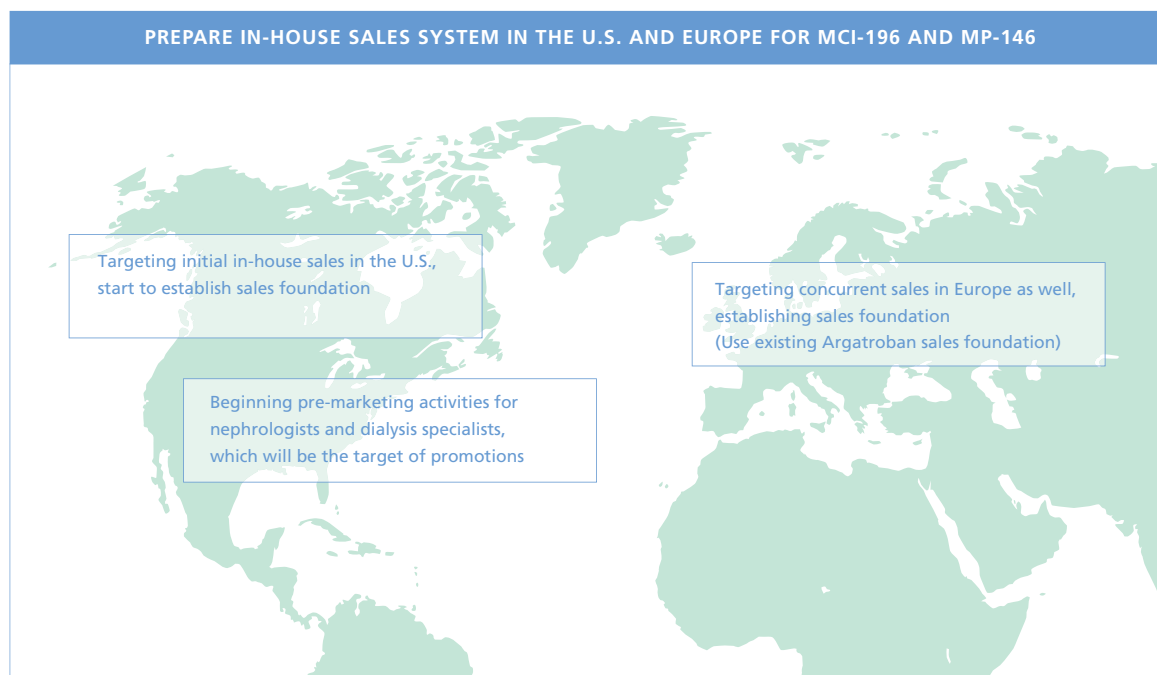 PREPARE IN-HOUSE SALES SYSTEM IN THE U.S. AND EUROPE FOR MCI-196 AND MP-146
Targeting initial in-house sales in the U.S.,
start to establish sales foundation
Targeting concurrent sales in Europe as well,
establishing sales foundation
(Use existing Argatroban sales foundation)
Beginning pre-marketing activities for
nephrologists and dialysis specialists,
which will be the target of promotions